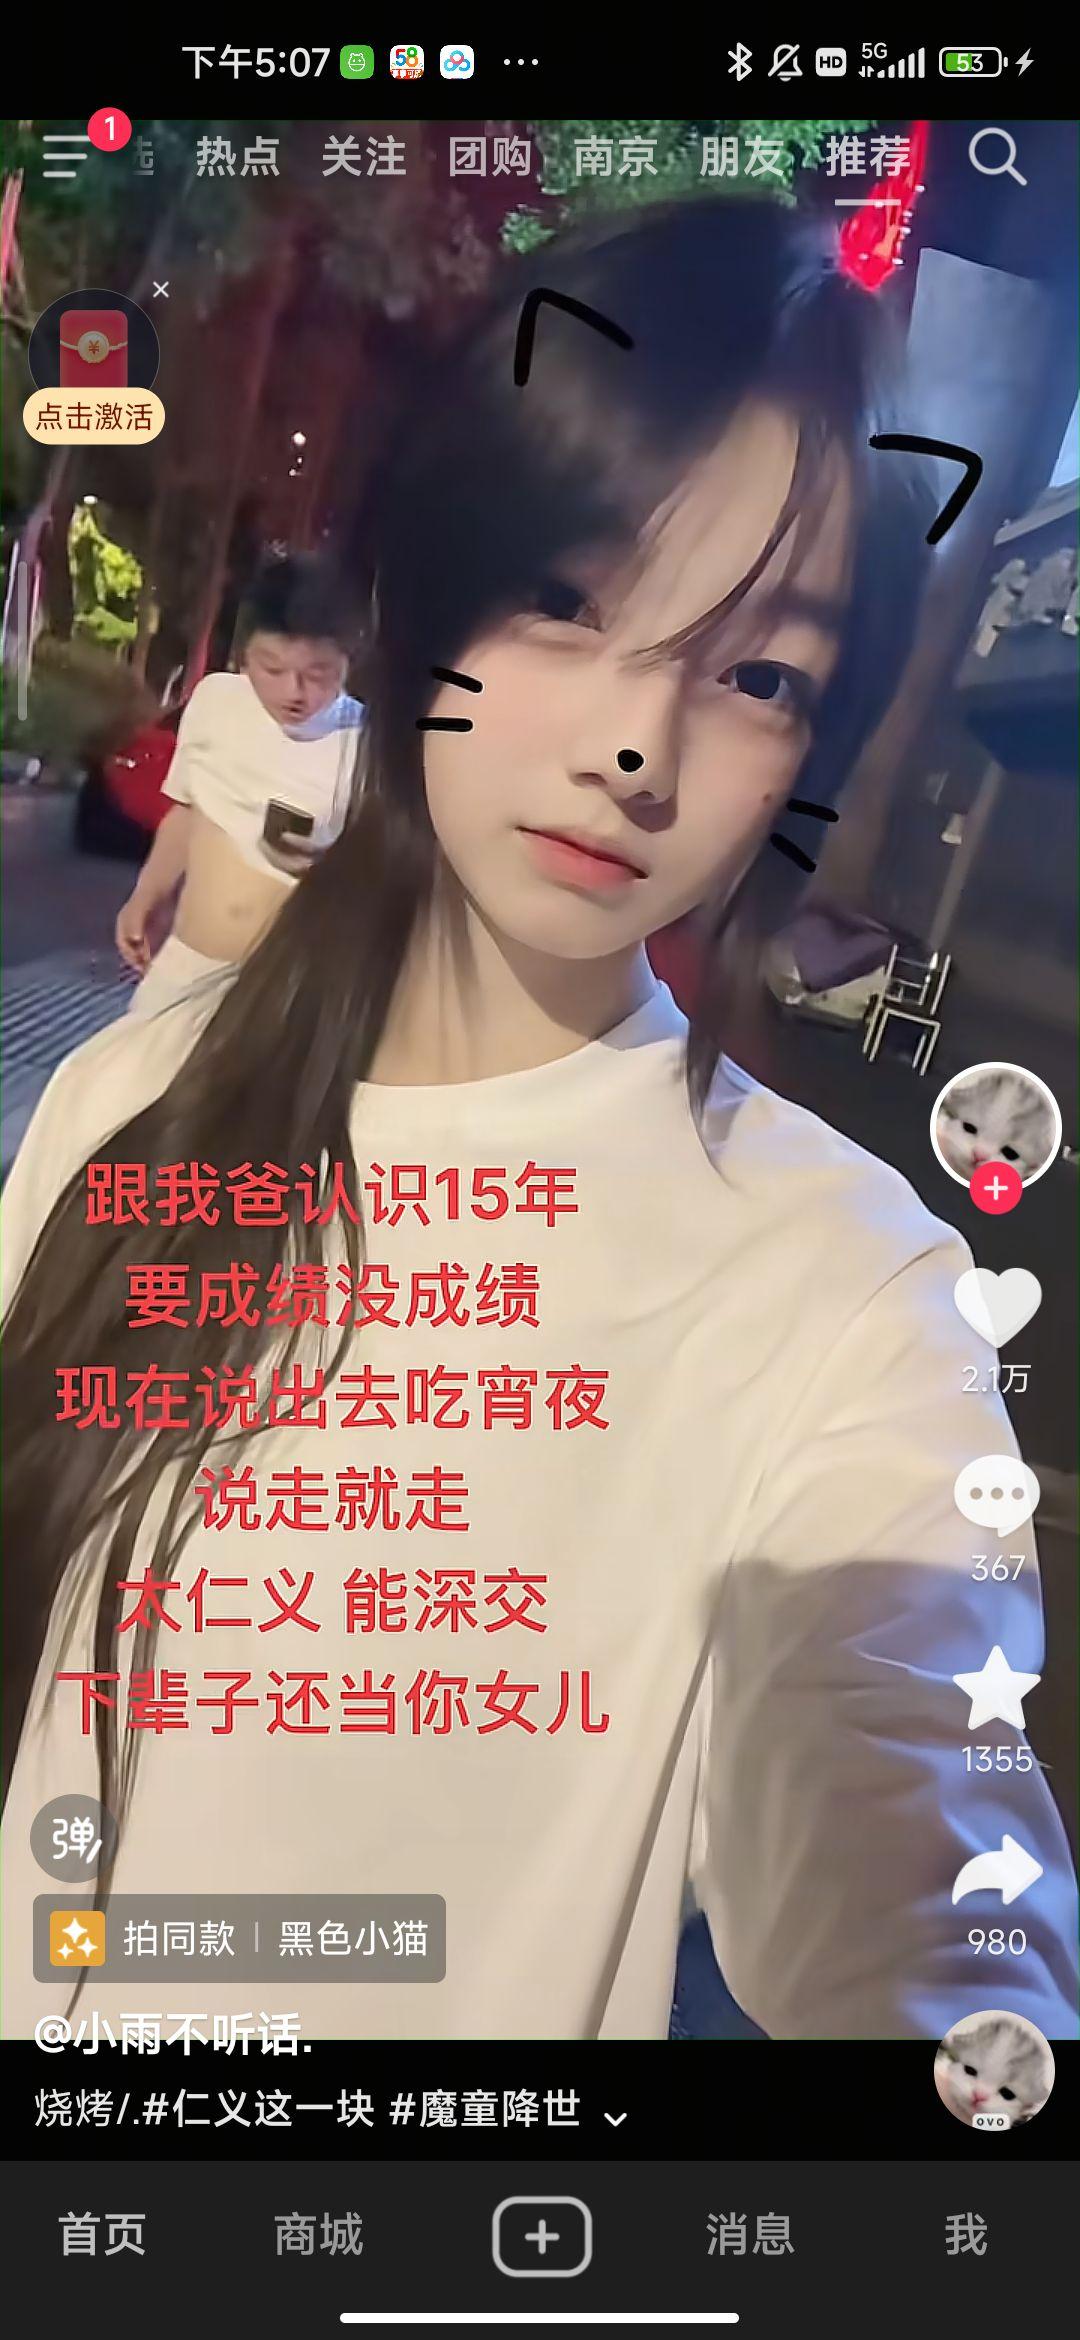 下午5:07
58
HD
5G
53
1
热点 关注 团购 南京 朋友 推荐
点击激活
跟我爸认识15年
要成绩没成绩
现在说出去吃宵夜
说走就走
太仁义 能深交
下辈子还当你女儿
2.1万
367
1355
980
弹
拍同款 | 黑色小猫
@小雨不听话.
烧烤/.#仁义这一块 #魔童降世
ovo
首页 商城 消息 我